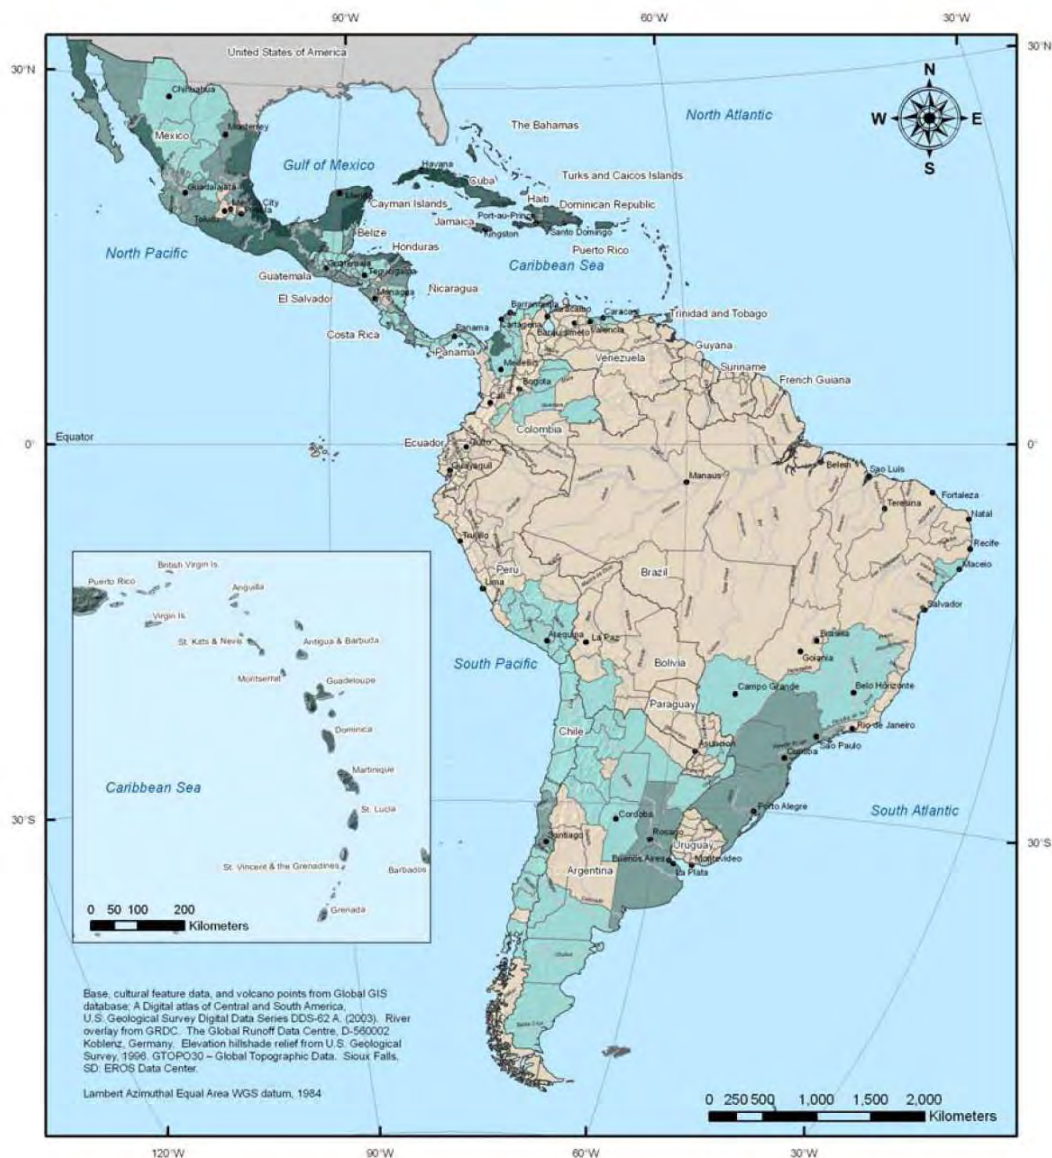 90°W
60°W
30°W
30°N
30°N
United States of America
N
W
E
S
Chihuahua
Monterrey
Mexico
North Atlantic
The Bahamas
Gulf of Mexico
Havana
Cuba
Turks and Caicos Islands
Guadalajara
Merida
Cayman Islands
Haiti
Dominican Republic
Mexico City
Toluca
Port-au-Prince
Jamaica
Kingston
Santo Domingo
Belize
Puerto Rico
North Pacific
Honduras
Caribbean Sea
Guatemala
Guatemala
Tegucigalpa
Nicaragua
El Salvador
Managua
Barranquilla
Maracaibo
Caracas
Trinidad and Tobago
Costa Rica
Panama
Cartagena
Barquisimeto
Valencia
Panama
Guyana
Venezuela
Medellin
Suriname
Bogota
French Guiana
Cali
Colombia
Equator
Ecuador
Quito
0°
0°
Guayaquil
Belem
Sao Luis
Manaus
Fortaleza
Teresina
Natal
Trujillo
Recife
Peru
Brazil
Maceio
Lima
Salvador
Arequipa
La Paz
Brasilia
Goiania
South Pacific
Bolivia
Campo Grande
Belo Horizonte
Paraguay
Chile
Rio de Janeiro
Asuncion
Sao Paulo
Curitiba
Porto Alegre
South Atlantic
Cordoba
30°S
30°S
Santiago
Rosario
Uruguay
Buenos Aires
Montevideo
La Plata
Argentina
British Virgin Is.
Puerto Rico
Anguilla
Virgin Is.
St. Kitts & Nevis
Antigua & Barbuda
Montserrat
Guadeloupe
Dominica
Martinique
Caribbean Sea
St. Lucia
St. Vincent & the Grenadines
Barbados
Grenada
0 50 100 200
Kilometers
Base, cultural feature data, and volcano points from Global GIS
database; A Digital atlas of Central and South America,
U.S. Geological Survey Digital Data Series DDS-62 A. (2003). River
overlay from GRDC. The Global Runoff Data Centre, D-560002
Koblenz, Germany. Elevation hillshade relief from U.S. Geological
Survey, 1996. GTOPO30 – Global Topographic Data. Sioux Falls,
SD: EROS Data Center.
Lambert Azimuthal Equal Area WGS datum, 1984
0 250 500 1,000 1,500 2,000
Kilometers
120°W
90°W
60°W
30°W